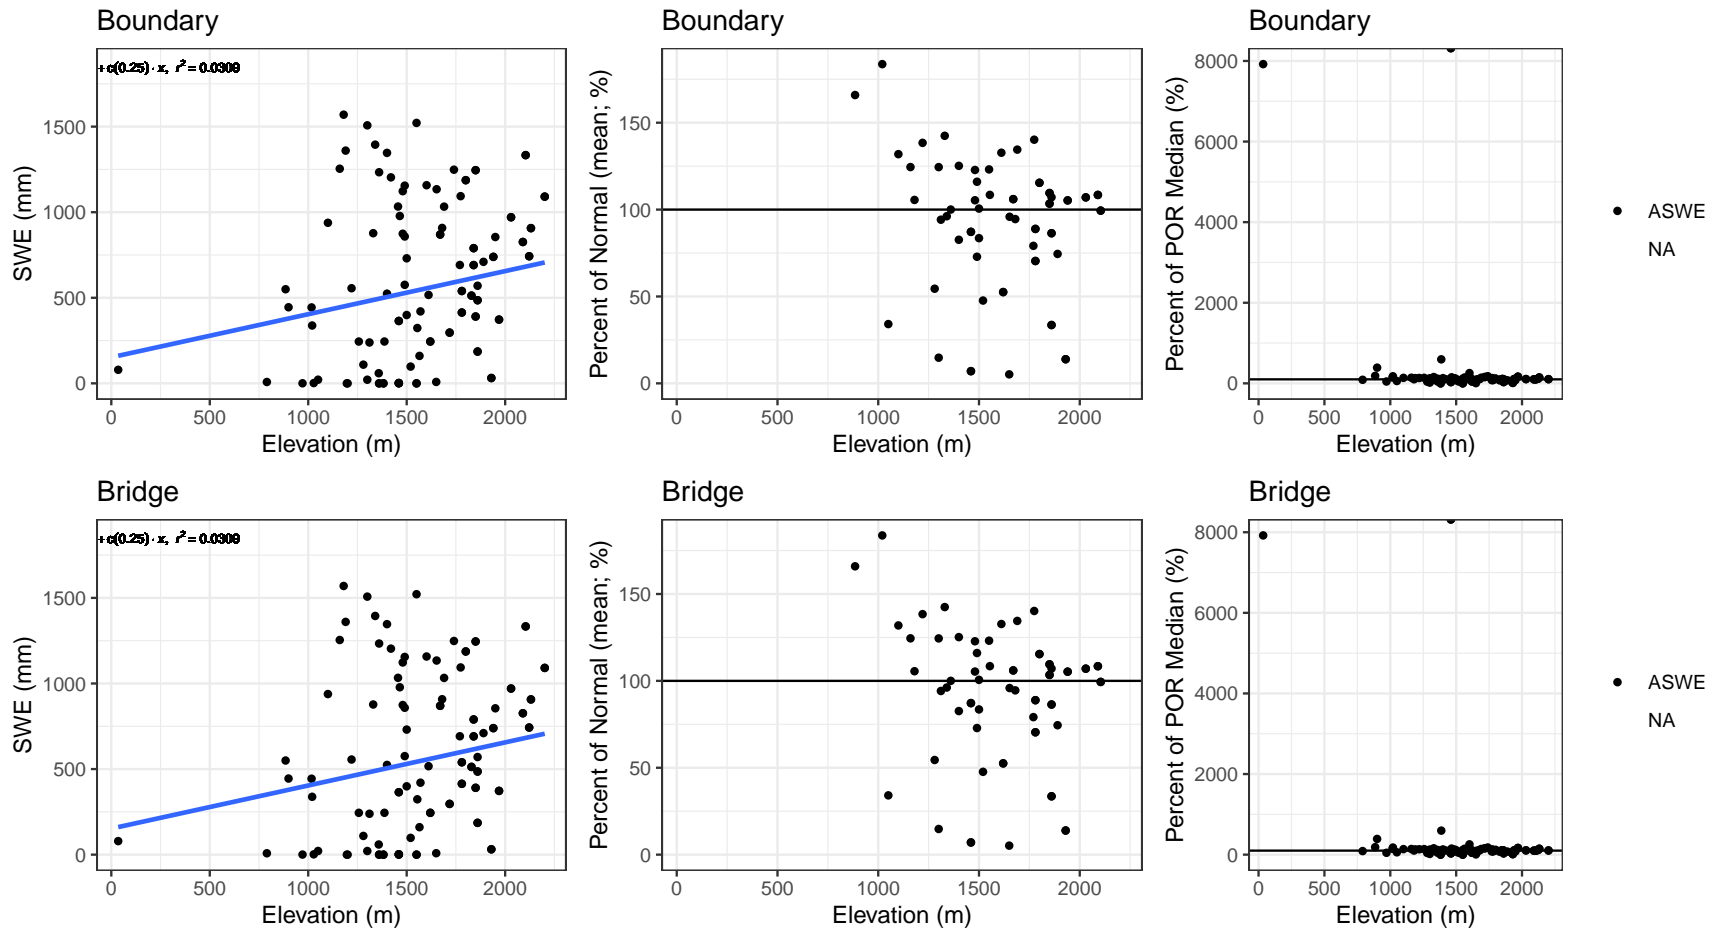 Boundary
+ c(0.25) · x, r² = 0.0309
1500
1000
500
0
SWE (mm)
0 500 1000 1500 2000
Elevation (m)
Boundary
150
100
50
0
Percent of Normal (mean; %)
0 500 1000 1500 2000
Elevation (m)
Boundary
8000
6000
4000
2000
0
Percent of POR Median (%)
0 500 1000 1500 2000
Elevation (m)
ASWE
NA
Bridge
+ c(0.25) · x, r² = 0.0309
1500
1000
500
0
SWE (mm)
0 500 1000 1500 2000
Elevation (m)
Bridge
150
100
50
0
Percent of Normal (mean; %)
0 500 1000 1500 2000
Elevation (m)
Bridge
8000
6000
4000
2000
0
Percent of POR Median (%)
0 500 1000 1500 2000
Elevation (m)
ASWE
NA